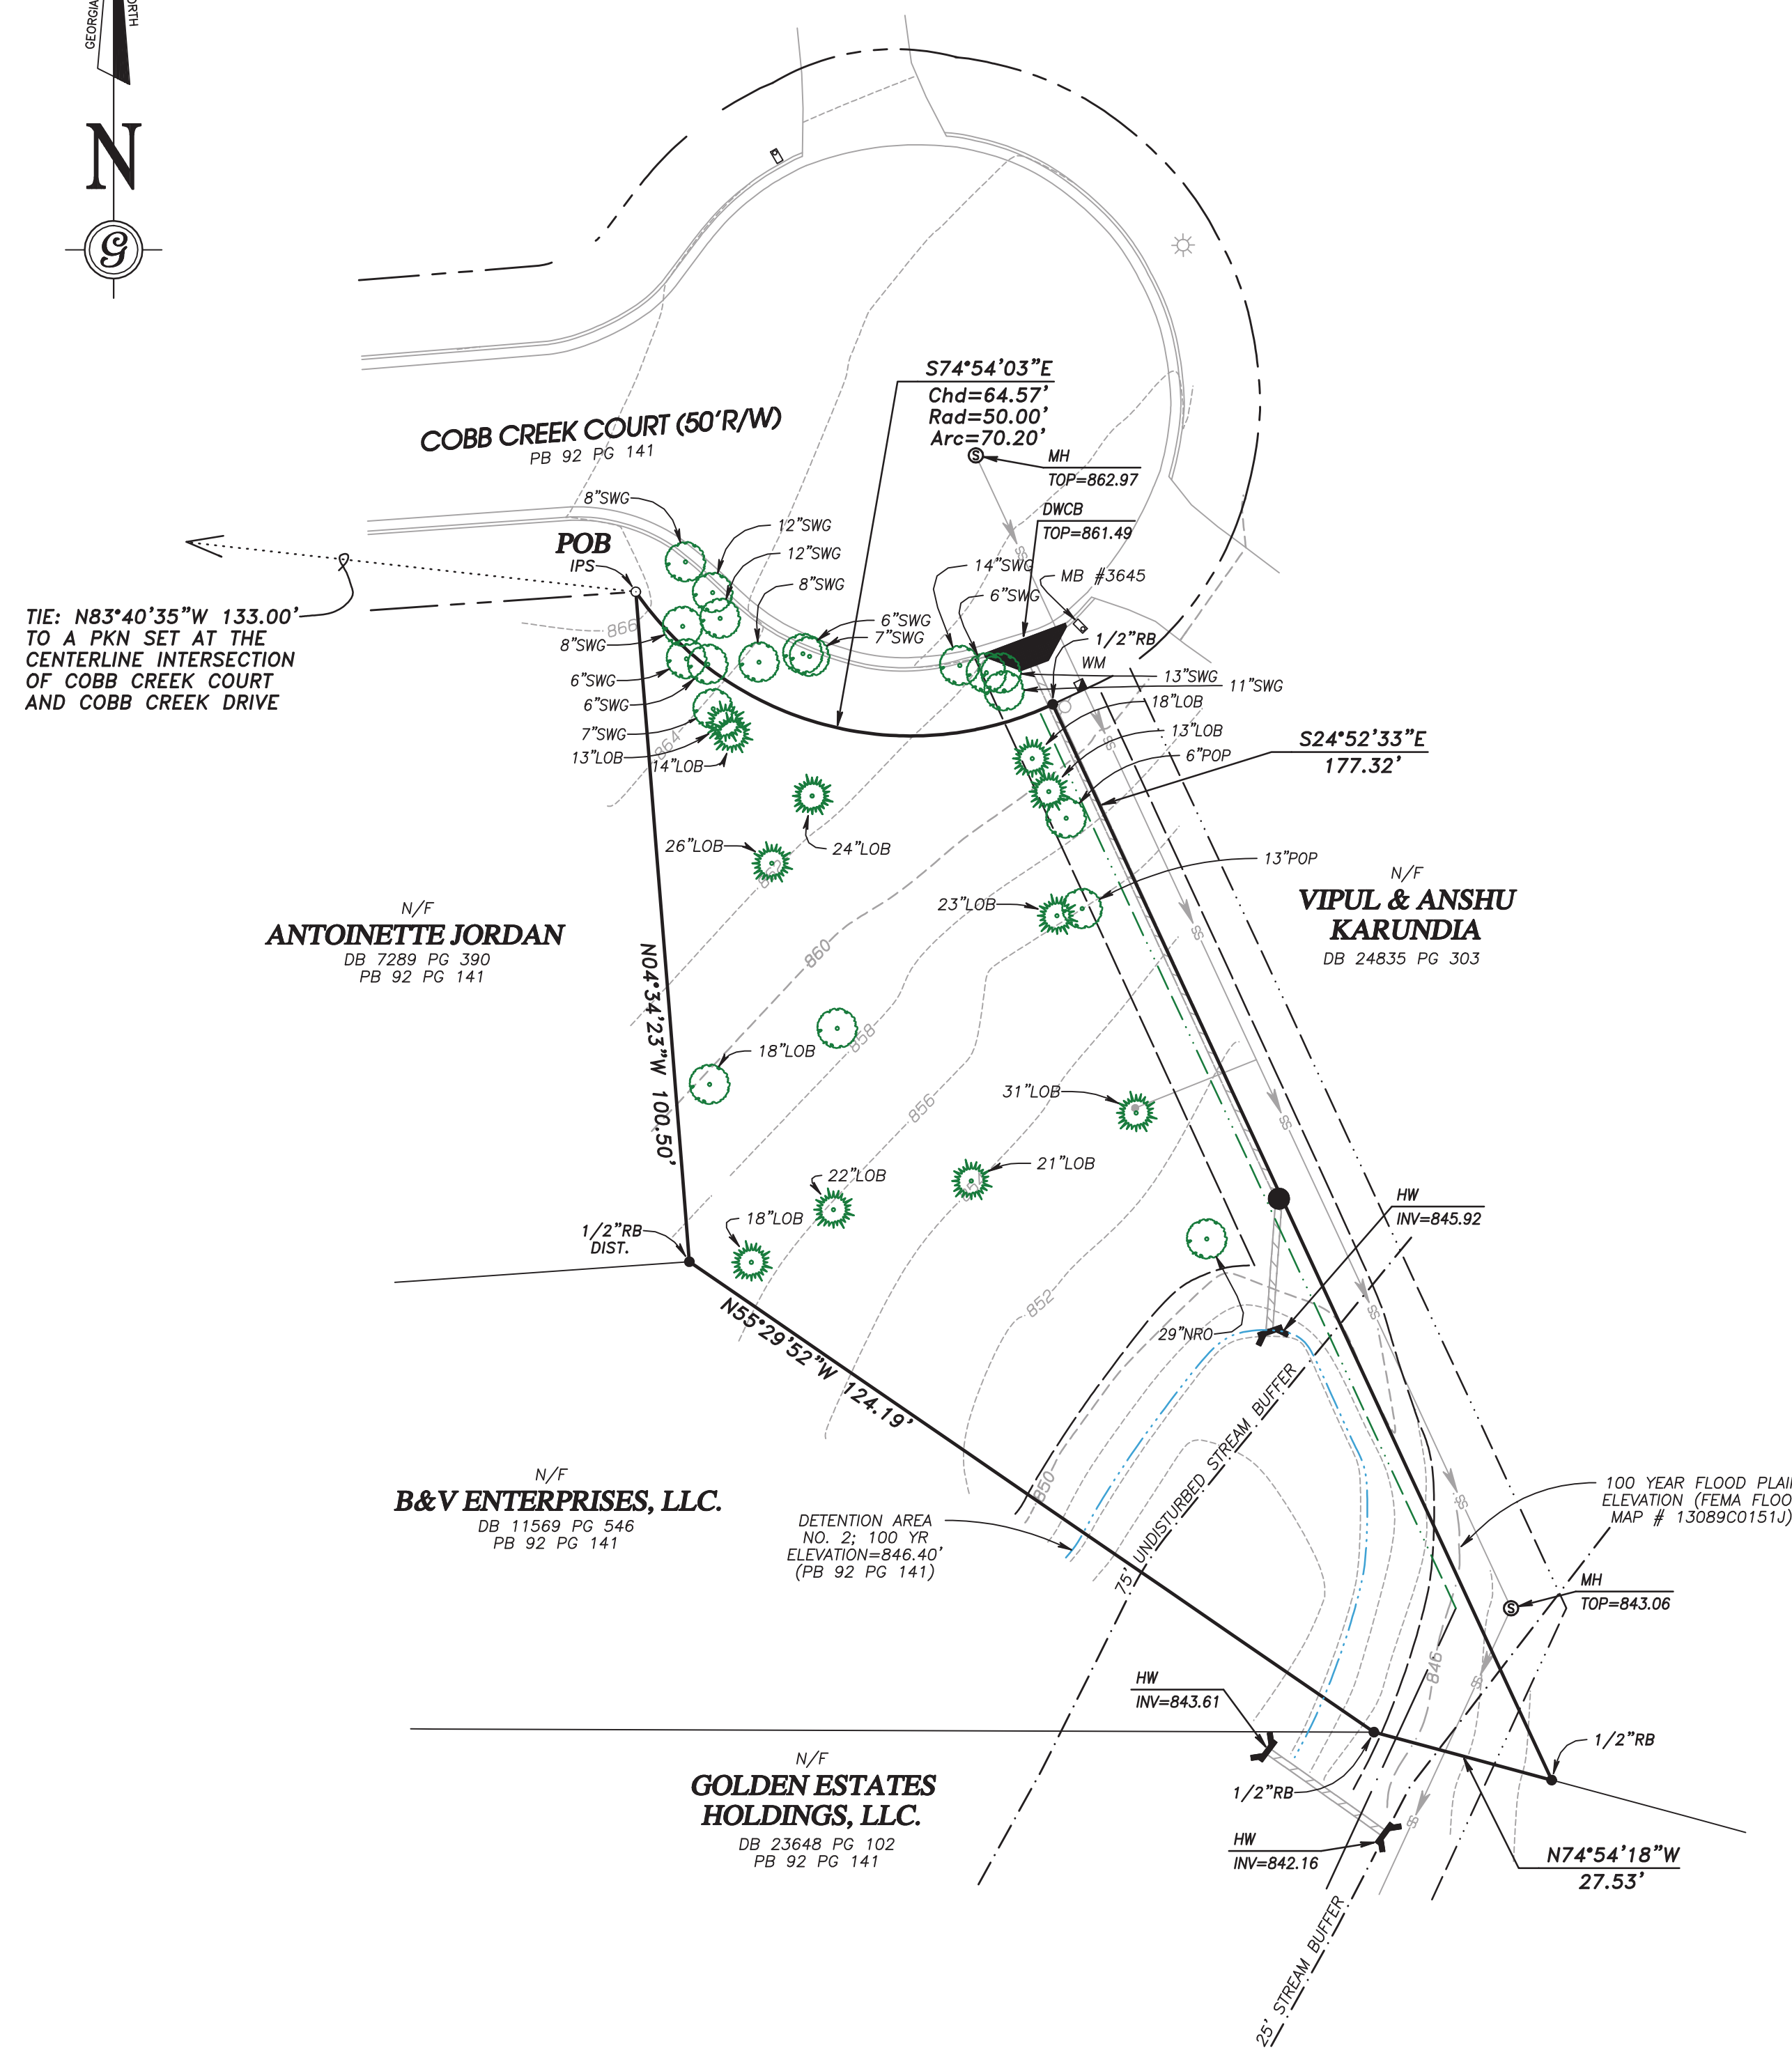 GEORGIA
ORTH
N
G
S74°54'03"E
Chd=64.57'
Rad=50.00'
Arc=70.20'
COBB CREEK COURT (50'R/W)
PB 92 PG 141
MH
TOP=862.97
DWCB
TOP=861.49
8"SWG
12"SWG
12"SWG
8"SWG
6"SWG
7"SWG
14"SWG
6"SWG
MB #3645
1/2"RB
WM
13"SWG
11"SWG
18"LOB
13"LOB
6"POP
POB
IPS
866
8"SWG
6"SWG
6"SWG
7"SWG
13"LOB
14"LOB
864
TIE: N83°40'35"W 133.00'
TO A PKN SET AT THE
CENTERLINE INTERSECTION
OF COBB CREEK COURT
AND COBB CREEK DRIVE
S24°52'33"E
177.32'
26"LOB
24"LOB
862
13"POP
23"LOB
N/F
VIPUL & ANSHU
KARUNDIA
DB 24835 PG 303
N/F
ANTOINETTE JORDAN
DB 7289 PG 390
PB 92 PG 141
N04°34'23"W 100.50'
860
858
18"LOB
856
31"LOB
21"LOB
22"LOB
18"LOB
1/2"RB
DIST.
HW
INV=845.92
852
29"NRO
N55°29'52"W 124.19'
850
75' UNDISTURBED STREAM BUFFER
N/F
B&V ENTERPRISES, LLC.
DB 11569 PG 546
PB 92 PG 141
DETENTION AREA
NO. 2; 100 YR
ELEVATION=846.40'
(PB 92 PG 141)
100 YEAR FLOOD PLAI
ELEVATION (FEMA FLOO
MAP # 13089C0151J)
MH
TOP=843.06
846
HW
INV=843.61
1/2"RB
1/2"RB
N/F
GOLDEN ESTATES
HOLDINGS, LLC.
DB 23648 PG 102
PB 92 PG 141
HW
INV=842.16
N74°54'18"W
27.53'
25' STREAM BUFFER
SS
SS
SS
SS
SS
SS
SS
SS
S
S